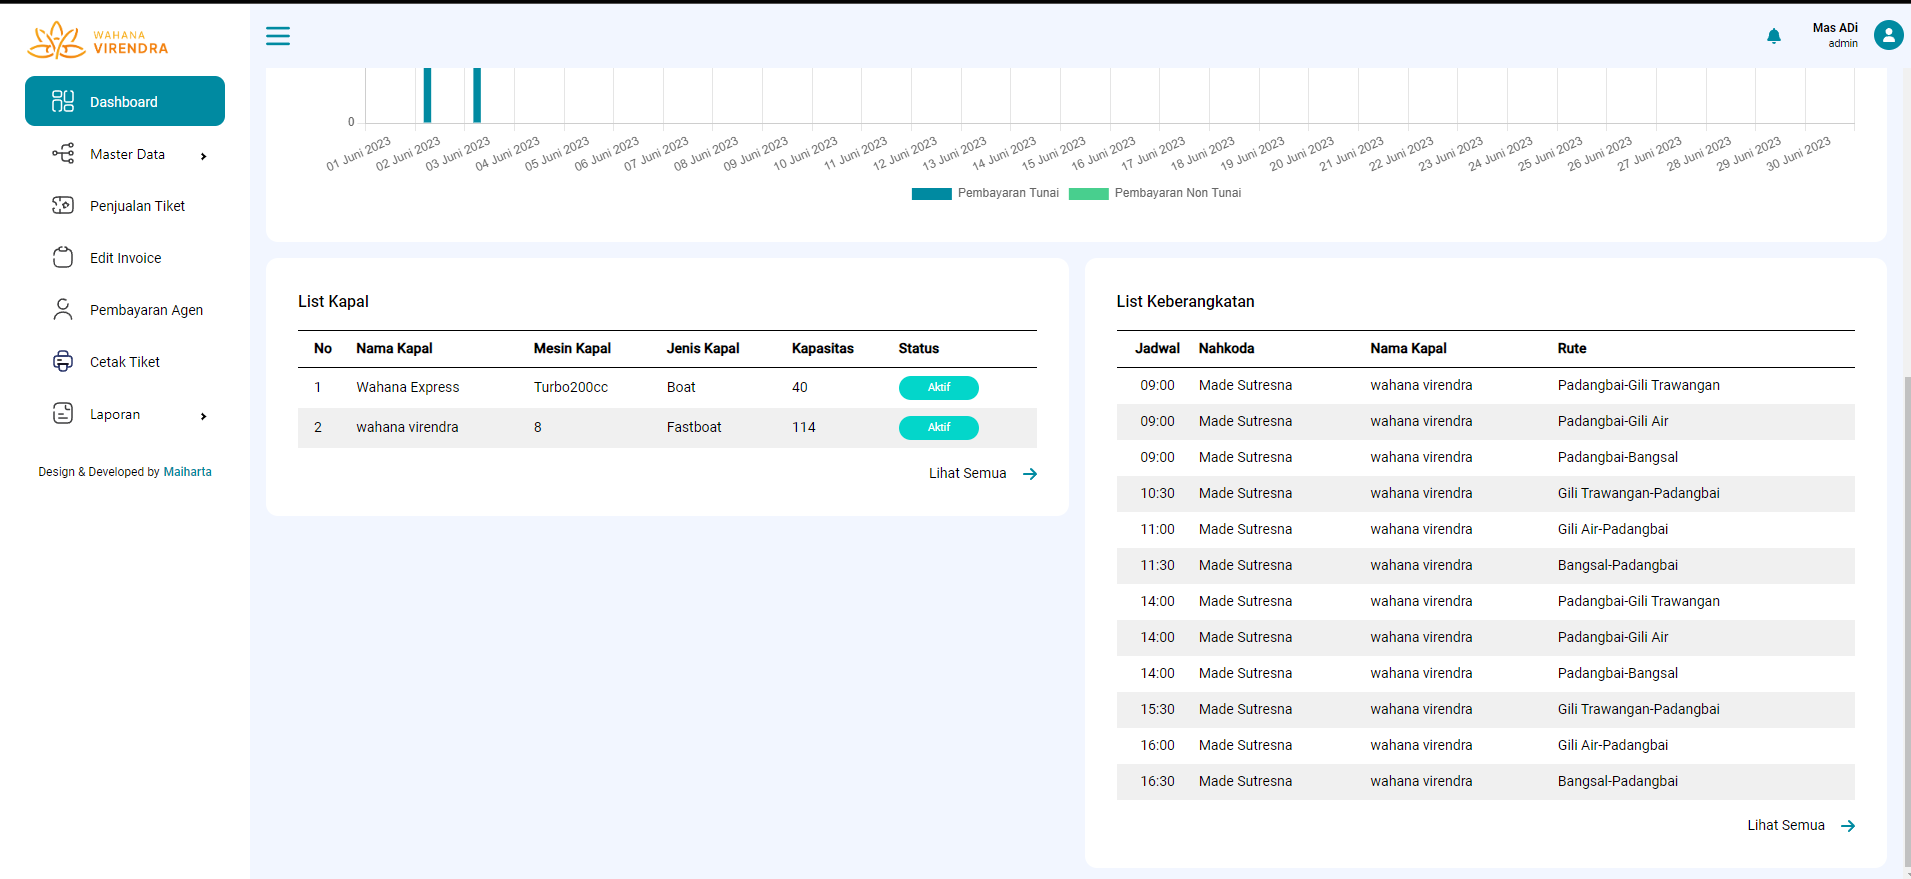 WAHANA
VIRENDRA
Mas ADi
admin
Dashboard
Master Data
Penjualan Tiket
Edit Invoice
Pembayaran Agen
Cetak Tiket
Laporan
Design & Developed by Maiharta
0
01 Juni 2023 02 Juni 2023 03 Juni 2023 04 Juni 2023 05 Juni 2023 06 Juni 2023 07 Juni 2023 08 Juni 2023 09 Juni 2023 10 Juni 2023 11 Juni 2023 12 Juni 2023 13 Juni 2023 14 Juni 2023 15 Juni 2023 16 Juni 2023 17 Juni 2023 18 Juni 2023 19 Juni 2023 20 Juni 2023 21 Juni 2023 22 Juni 2023 23 Juni 2023 24 Juni 2023 25 Juni 2023 26 Juni 2023 27 Juni 2023 28 Juni 2023 29 Juni 2023 30 Juni 2023
Pembayaran Tunai Pembayaran Non Tunai
List Kapal
No Nama Kapal Mesin Kapal Jenis Kapal Kapasitas Status
1 Wahana Express Turbo200cc Boat 40 Aktif
2 wahana virendra 8 Fastboat 114 Aktif
Lihat Semua
List Keberangkatan
Jadwal Nahkoda Nama Kapal Rute
09:00 Made Sutresna wahana virendra Padangbai-Gili Trawangan
09:00 Made Sutresna wahana virendra Padangbai-Gili Air
09:00 Made Sutresna wahana virendra Padangbai-Bangsal
10:30 Made Sutresna wahana virendra Gili Trawangan-Padangbai
11:00 Made Sutresna wahana virendra Gili Air-Padangbai
11:30 Made Sutresna wahana virendra Bangsal-Padangbai
14:00 Made Sutresna wahana virendra Padangbai-Gili Trawangan
14:00 Made Sutresna wahana virendra Padangbai-Gili Air
14:00 Made Sutresna wahana virendra Padangbai-Bangsal
15:30 Made Sutresna wahana virendra Gili Trawangan-Padangbai
16:00 Made Sutresna wahana virendra Gili Air-Padangbai
16:30 Made Sutresna wahana virendra Bangsal-Padangbai
Lihat Semua